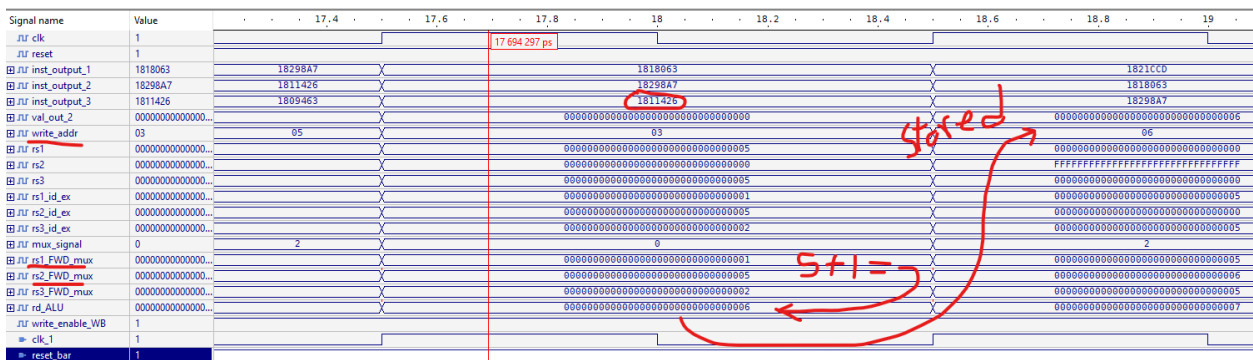 Signal name Value 17.4 17.6 17.8 18 18.2 18.4 18.6 18.8 19
clk 1 17 694 297 ps
reset 1
inst_output_1 1818063 18298A7 1818063 1821CCD
inst_output_2 18298A7 1811426 18298A7 1818063
inst_output_3 1811426 1809463 1811426 18298A7
val_out_2 00000000000000... 00000000000000000000000000000000 00000000000000000000000000000006
stored
write_addr 03 05 03 06
rs1 00000000000000... 00000000000000000000000000000005 00000000000000000000000000000000
rs2 00000000000000... 00000000000000000000000000000000 FFFFFFFFFFFFFFFFFFFFFFFFFFFFFFFF
rs3 00000000000000... 00000000000000000000000000000005 00000000000000000000000000000000
rs1_id_ex 00000000000000... 00000000000000000000000000000001 00000000000000000000000000000005
rs2_id_ex 00000000000000... 00000000000000000000000000000005 00000000000000000000000000000000
rs3_id_ex 00000000000000... 00000000000000000000000000000002 00000000000000000000000000000005
mux_signal 0 2 0 2
rs1_FWD_mux 00000000000000... 00000000000000000000000000000001 00000000000000000000000000000005
5+1=
rs2_FWD_mux 00000000000000... 00000000000000000000000000000005 00000000000000000000000000000006
rs3_FWD_mux 00000000000000... 00000000000000000000000000000002 00000000000000000000000000000005
rd_ALU 00000000000000... 00000000000000000000000000000006 00000000000000000000000000000007
write_enable_WB 1
clk_1 1
reset_bar 1